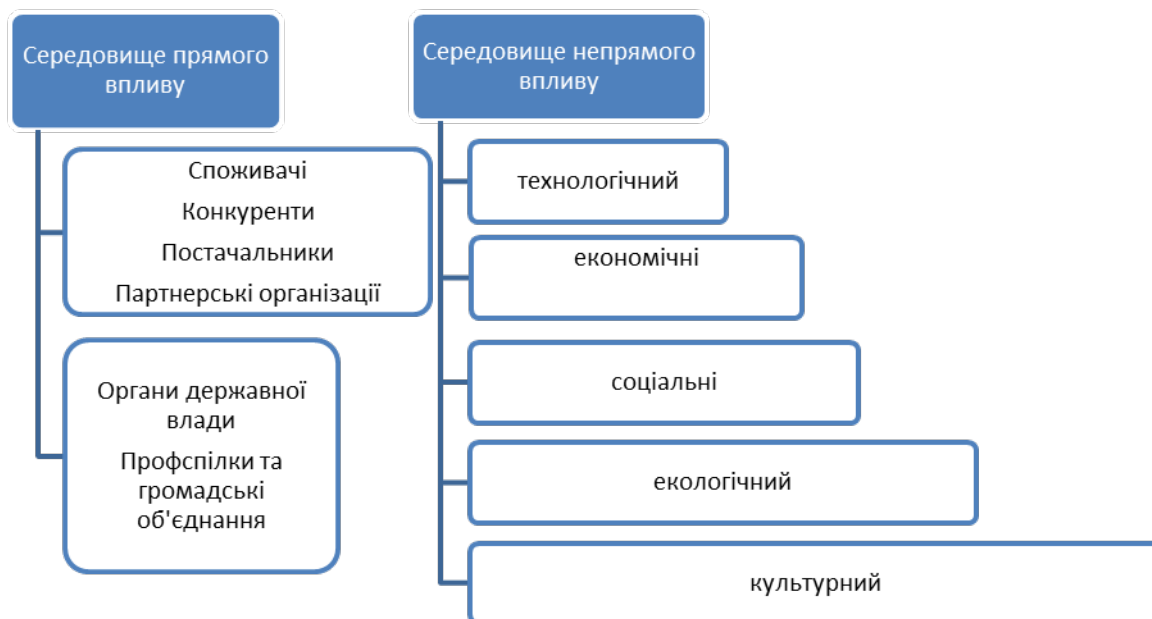 Середовище прямого
впливу
Споживачі
Конкуренти
Постачальники
Партнерські організації
Органи державної
влади
Профспілки та
громадські
об'єднання
Середовище непрямого
впливу
технологічний
економічні
соціальні
екологічний
культурний